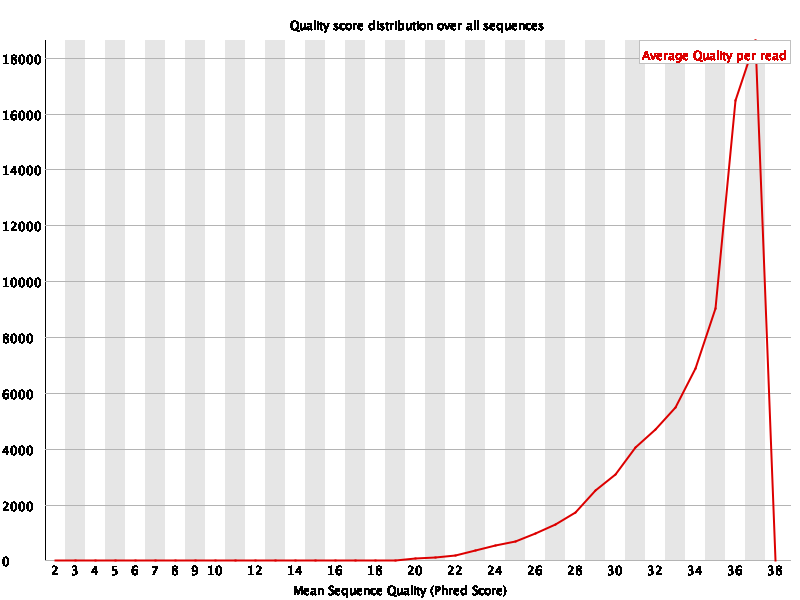 Quality score distribution over all sequences
Average Quality per read
18000
16000
14000
12000
10000
8000
6000
4000
2000
0
2 3 4 5 6 7 8 9 10 12 14 16 18 20 22 24 26 28 30 32 34 36 38
Mean Sequence Quality (Phred Score)